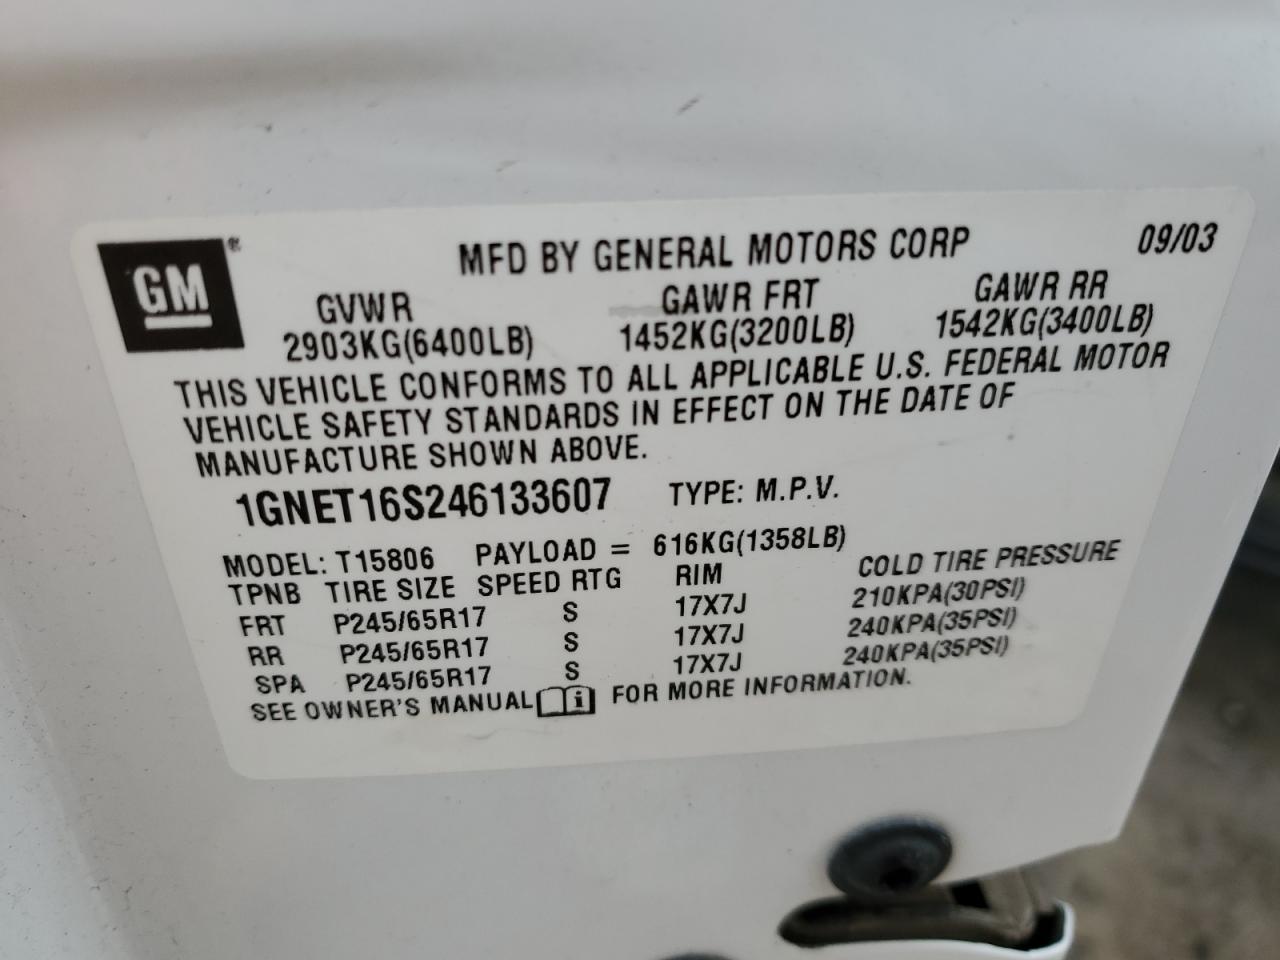 GM®
MFD BY GENERAL MOTORS CORP 09/03
GVWR GAWR FRT GAWR RR
2903KG(6400LB) 1452KG(3200LB) 1542KG(3400LB)
THIS VEHICLE CONFORMS TO ALL APPLICABLE U.S. FEDERAL MOTOR
VEHICLE SAFETY STANDARDS IN EFFECT ON THE DATE OF
MANUFACTURE SHOWN ABOVE.
1GNET16S246133607 TYPE: M.P.V.
MODEL: T15806 PAYLOAD = 616KG(1358LB)
TPNB TIRE SIZE SPEED RTG RIM COLD TIRE PRESSURE
FRT P245/65R17 S 17X7J 210KPA(30PSI)
RR P245/65R17 S 17X7J 240KPA(35PSI)
SPA P245/65R17 S 17X7J 240KPA(35PSI)
SEE OWNER'S MANUAL i FOR MORE INFORMATION.